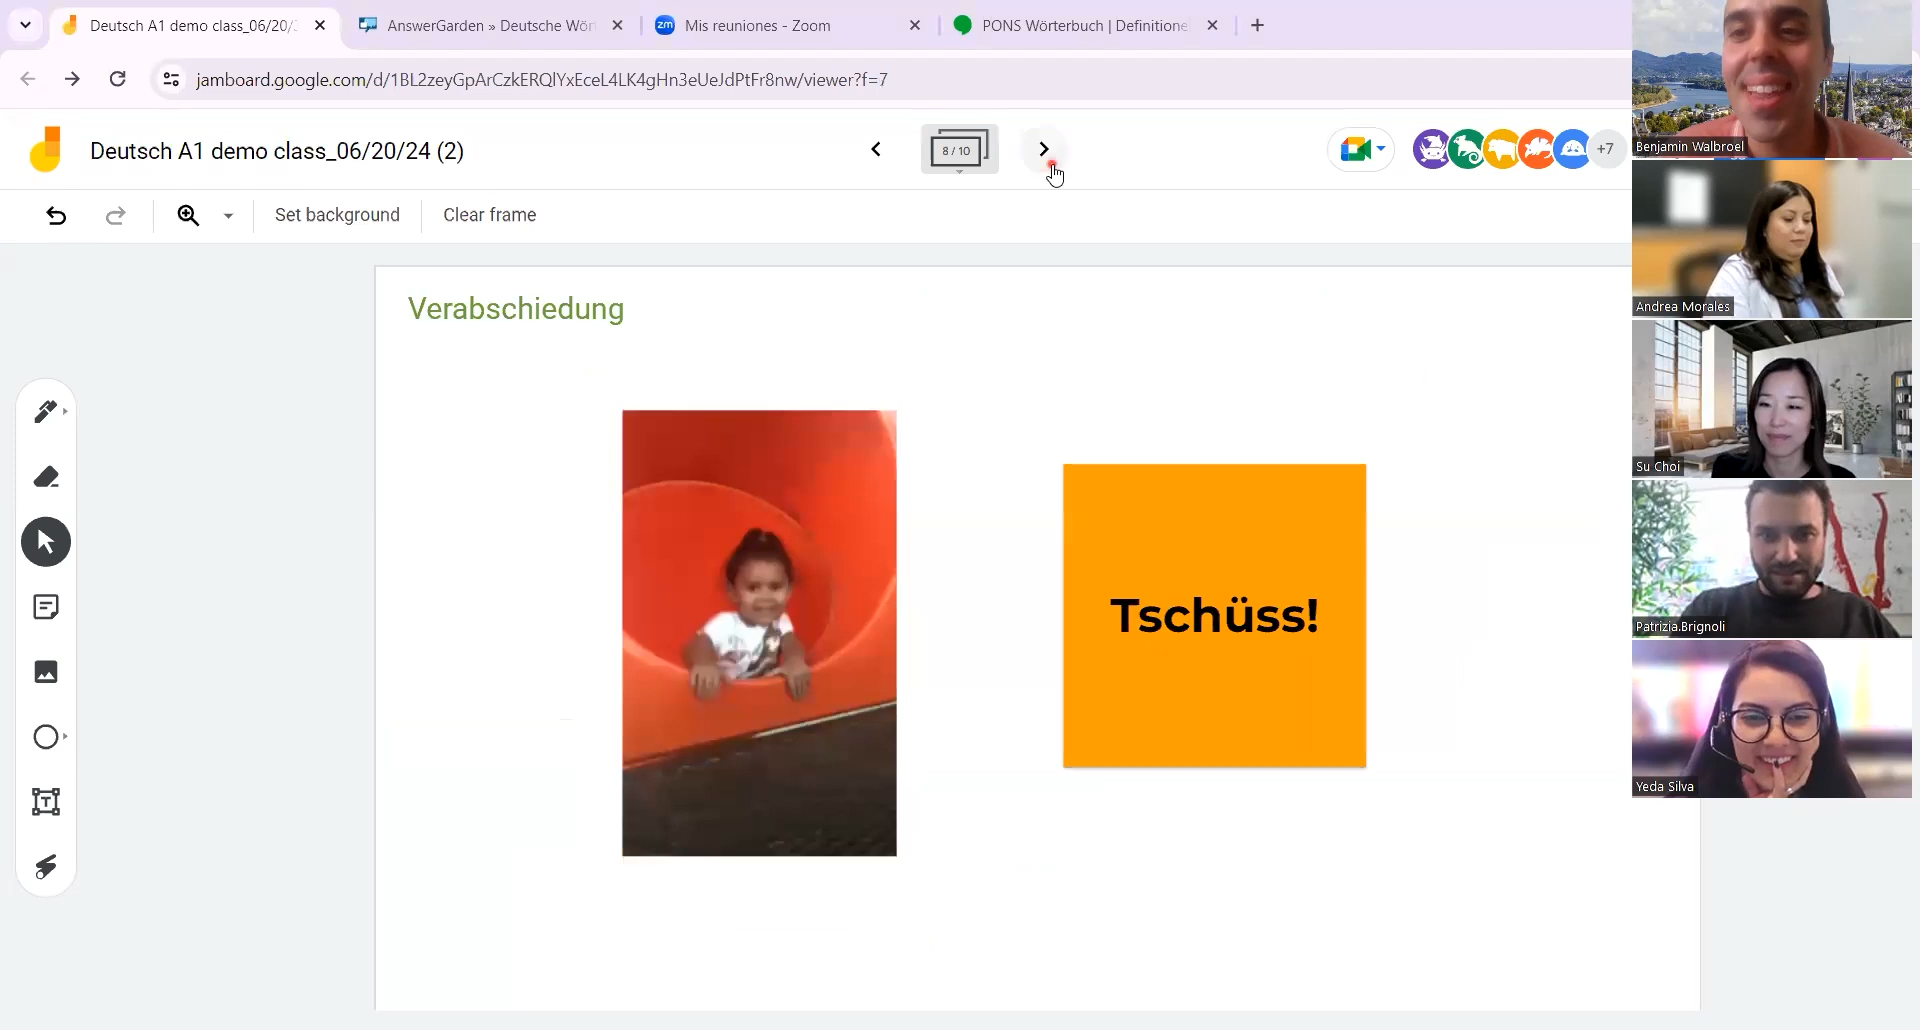 Deutsch A1 demo class_06/20/
AnswerGarden » Deutsche Wör
zm
Mis reuniones - Zoom
PONS Wörterbuch | Definitione
jamboard.google.com/d/1BL2zeyGpArCzkERQlYxEceL4LK4gHn3eUeJdPtFr8nw/viewer?f=7
Deutsch A1 demo class_06/20/24 (2)
8 / 10
+7
Set background
Clear frame
Verabschiedung
Tschüss!
Benjamin Walbroel
Andrea Morales
Su Choi
Patrizia.Brignoli
Yeda Silva